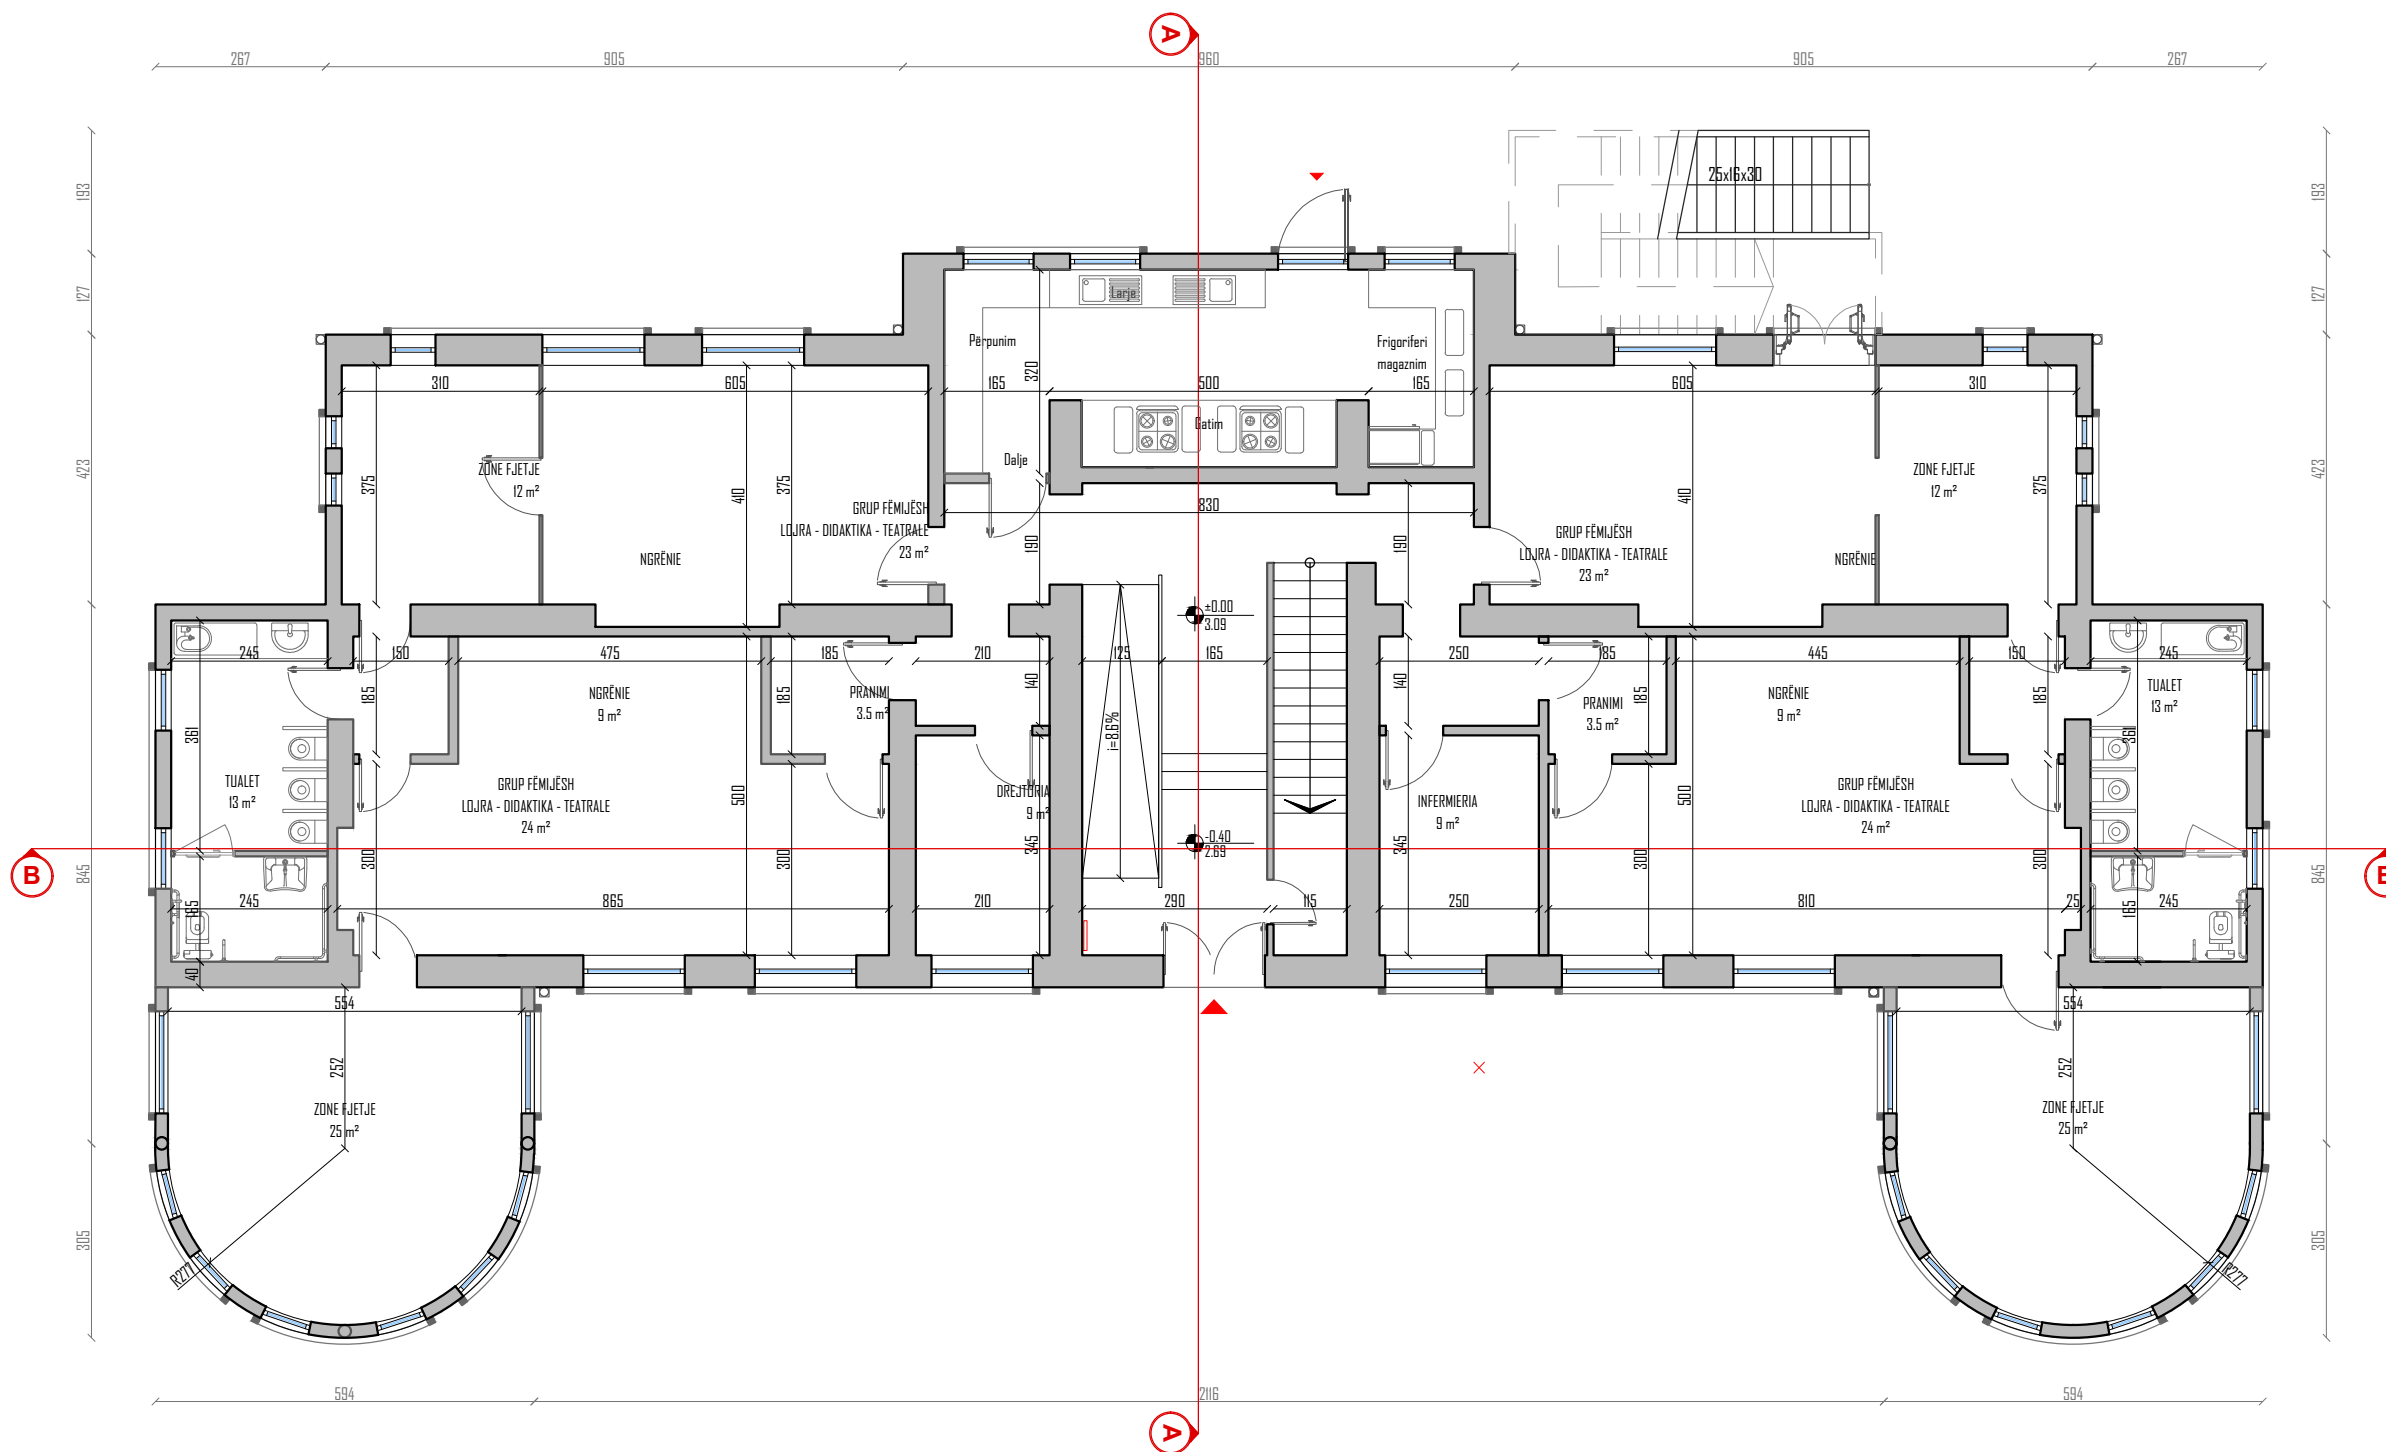 A
267
905
960
905
267
193
193
25x16x30
127
127
Larje
Përpunim
Frigoriferi
magaznim
310
605
165
320
500
165
605
310
Gatim
423
375
410
375
Dalje
410
375
423
ZONE FJETJE
12 m²
ZONE FJETJE
12 m²
830
GRUP FËMIJËSH
LOJRA - DIDAKTIKA - TEATRALE
23 m²
GRUP FËMIJËSH
LOJRA - DIDAKTIKA - TEATRALE
23 m²
190
190
NGRËNIE
NGRËNIE
±0.00
3.09
245
150
475
185
210
125
165
250
185
445
150
245
185
185
140
140
185
185
NGRËNIE
9 m²
PRANIMI
3.5 m²
PRANIMI
3.5 m²
NGRËNIE
9 m²
TUALET
13 m²
361
i=8.6%
361
TUALET
13 m²
GRUP FËMIJËSH
LOJRA - DIDAKTIKA - TEATRALE
24 m²
500
DREJTORIA
9 m²
INFERMIERIA
9 m²
500
GRUP FËMIJËSH
LOJRA - DIDAKTIKA - TEATRALE
24 m²
-0.40
2.69
B
845
300
300
345
345
300
300
845
B
245
165
865
210
290
115
250
810
25
165
245
40
554
554
252
252
ZONE FJETJE
25 m²
ZONE FJETJE
25 m²
305
R277
R277
305
594
2116
594
A